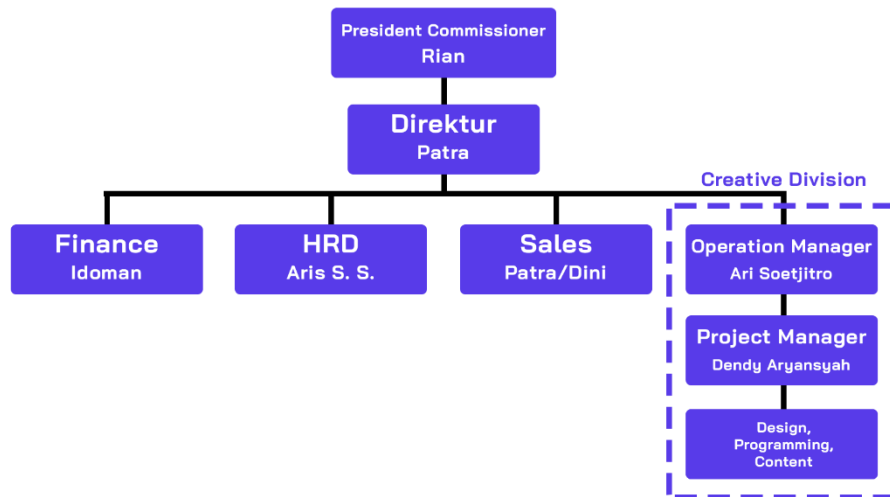 President Commissioner
Rian
Direktur
Patra
Creative Division
Finance
Idoman
HRD
Aris S. S.
Sales
Patra/Dini
Operation Manager
Ari Soetjitro
Project Manager
Dendy Aryansyah
Design,
Programming,
Content